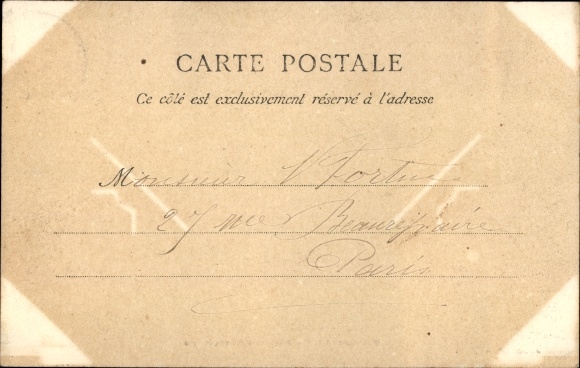 CARTE POSTALE
Ce côté est exclusivement réservé à l'adresse
Monsieur V Fortin
27 rue Beaurepaire
Paris